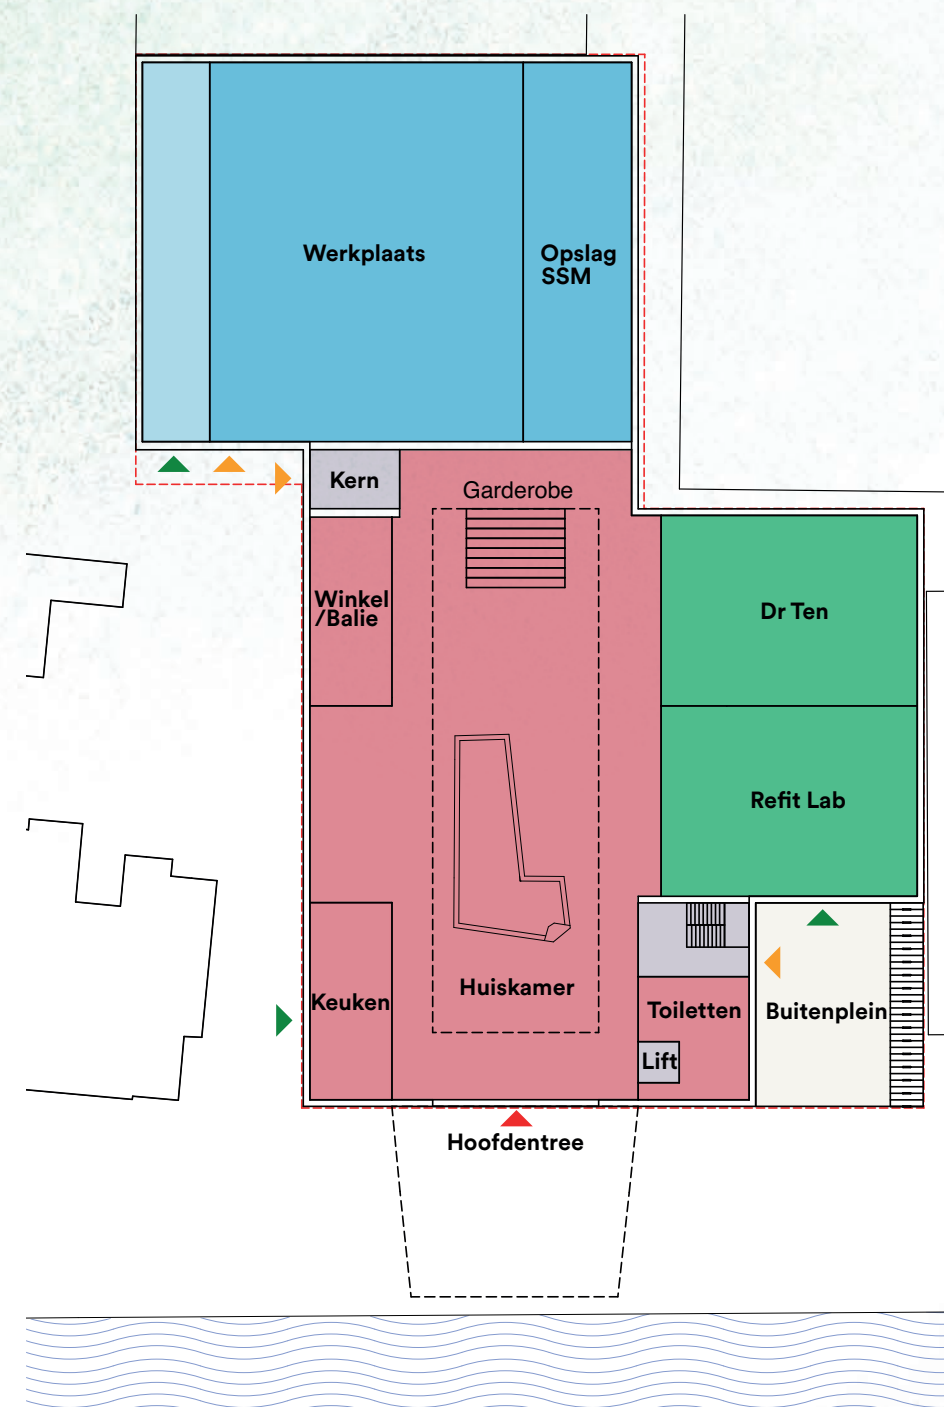 Werkplaats
Opslag
SSM
Kern
Garderobe
Winkel
/Balie
Dr Ten
Refit Lab
Huiskamer
Keuken
Toiletten
Buitenplein
Lift
Hoofdentree